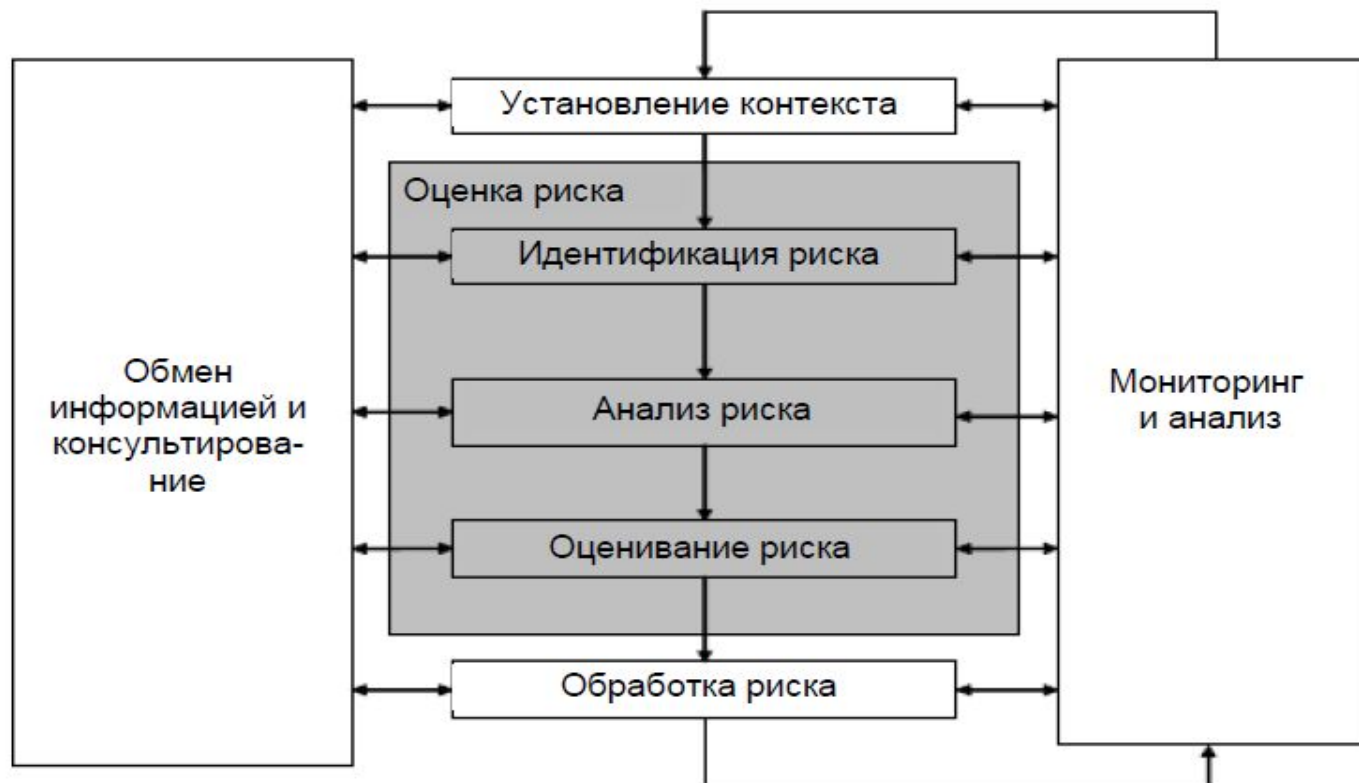 Установление контекста
Оценка риска
Идентификация риска
Анализ риска
Оценивание риска
Обработка риска
Обмен
информацией и
консультирова-
ние
Мониторинг
и анализ